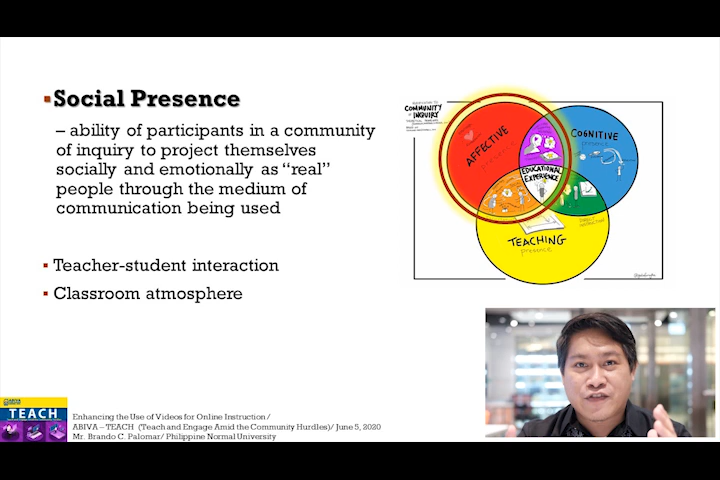 ▪Social Presence
– ability of participants in a community
of inquiry to project themselves
socially and emotionally as “real”
people through the medium of
communication being used
▪ Teacher-student interaction
▪ Classroom atmosphere
COMMUNITY
INQUIRY
AFFECTIVE
presence
COGNITIVE
presence
EDUCATIONAL
EXPERIENCE
TEACHING
presence
ABIVA
TEACH
Enhancing the Use of Videos for Online Instruction /
ABIVA – TEACH (Teach and Engage Amid the Community Hurdles)/ June 5, 2020
Mr. Brando C. Palomar/ Philippine Normal University